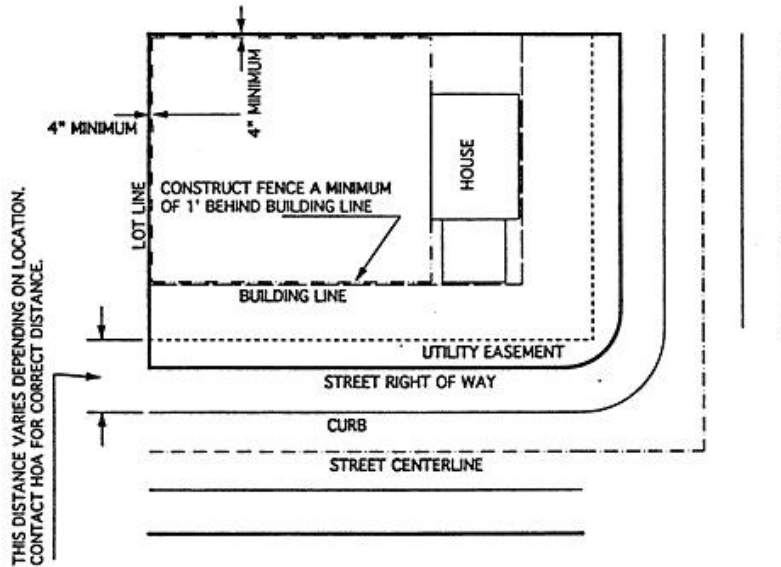 4" MINIMUM
4" MINIMUM
LOT LINE
HOUSE
CONSTRUCT FENCE A MINIMUM
OF 1' BEHIND BUILDING LINE
BUILDING LINE
THIS DISTANCE VARIES DEPENDING ON LOCATION.
CONTACT HOA FOR CORRECT DISTANCE.
UTILITY EASEMENT
STREET RIGHT OF WAY
CURB
STREET CENTERLINE